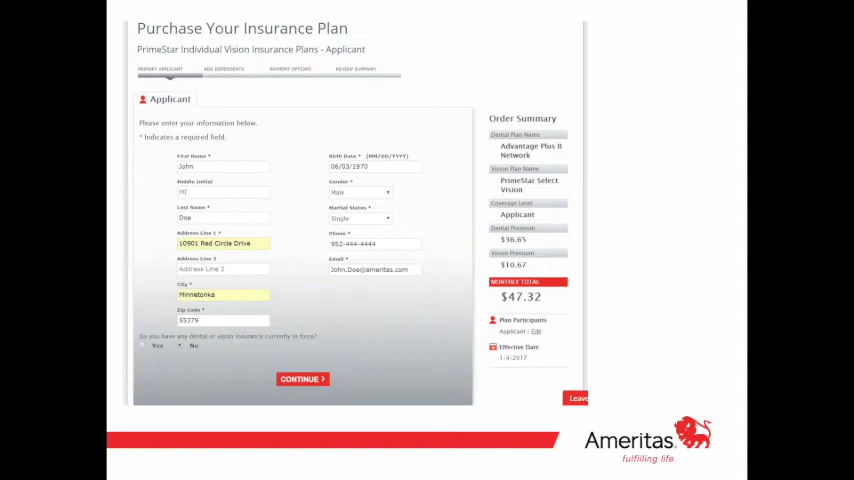 Purchase Your Insurance Plan
PrimeStar Individual Vision Insurance Plans - Applicant
PRIMARY APPLICANT ADD DEPENDENTS PAYMENT OPTIONS REVIEW SUMMARY
Applicant
Please enter your information below.
* Indicates a required field.
First Name *
John
Middle Initial
MI
Last Name *
Doe
Address Line 1 *
10901 Red Circle Drive
Address Line 2
Address Line 2
City *
Minnetonka
Zip Code *
55379
Birth Date * (MM/DD/YYYY)
06/03/1970
Gender *
Male
Marital Status *
Single
Phone *
952-444-4444
Email *
John.Doe@ameritas.com
Do you have any dental or vision insurance currently in force?
Yes No
CONTINUE >
Order Summary
Dental Plan Name
Advantage Plus II
Network
Vision Plan Name
PrimeStar Select
Vision
Coverage Level
Applicant
Dental Premium
$36.65
Vision Premium
$10.67
MONTHLY TOTAL
$47.32
Plan Participants
Applicant : Edit
Effective Date
1/4/2017
Leave
Ameritas
fulfilling life